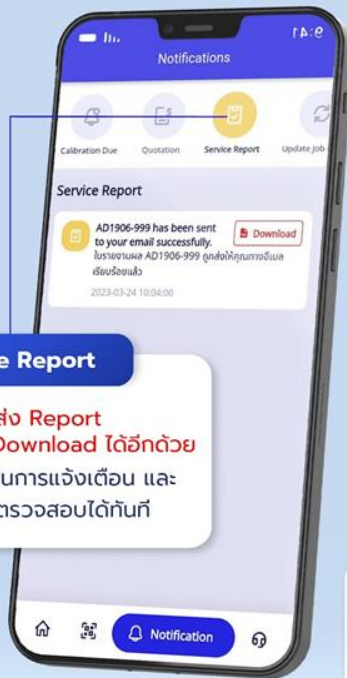 9:41
Notifications
Calibration Due
Quotation
Service Report
Update Job
Service Report
AD1906-999 has been sent
to your email successfully.
Download
ใบรายงานผล AD1906-999 ถูกส่งให้คุณทางอีเมล
เรียบร้อยแล้ว
2023-03-24 10:04:00
e Report
ส่ง Report
Download ได้อีกด้วย
นการแจ้งเตือน และ
ตรวจสอบได้ทันที
Notification